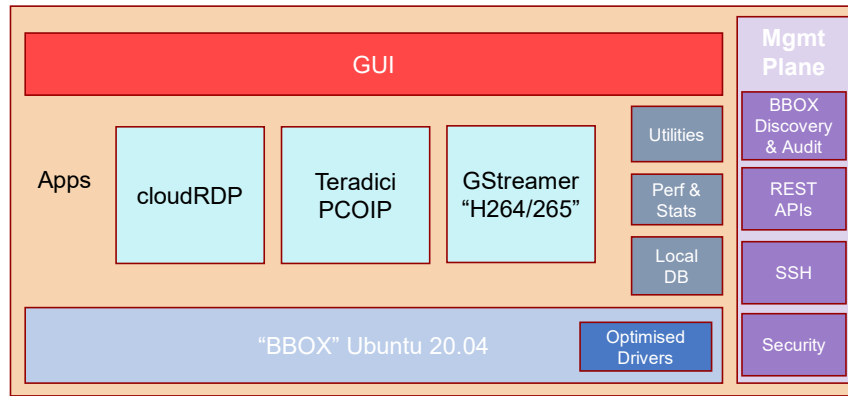 GUI
Apps
cloudRDP
Teradici
PCOIP
GStreamer
“H264/265”
Utilities
Perf &
Stats
Local
DB
“BBOX” Ubuntu 20.04
Optimised
Drivers
Mgmt
Plane
BBOX
Discovery
& Audit
REST
APIs
SSH
Security